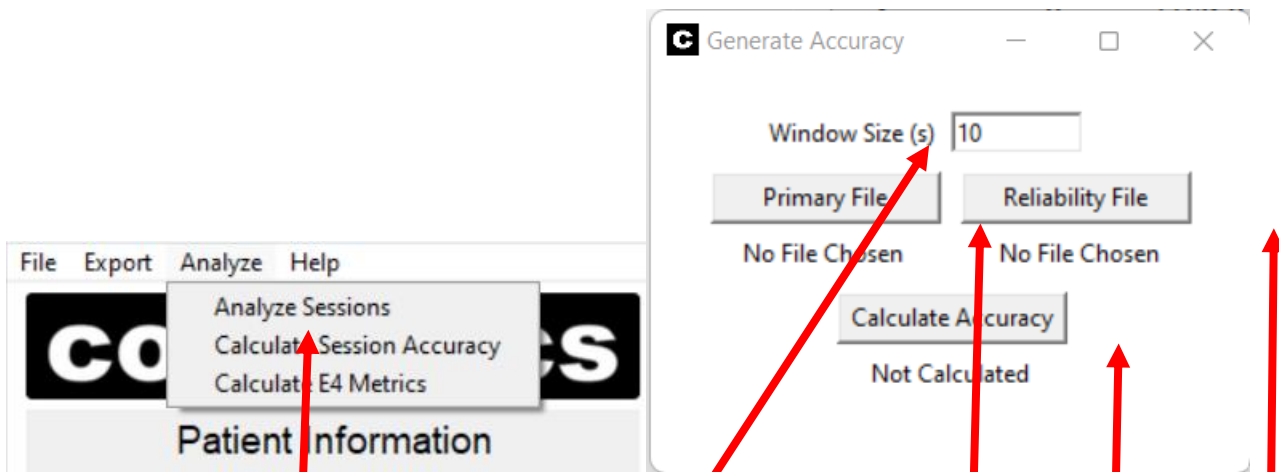 File Export Analyze Help
Analyze Sessions
Calculate Session Accuracy
Calculate E4 Metrics
Patient Information
C Generate Accuracy
Window Size (s) 10
Primary File Reliability File
No File Chosen No File Chosen
Calculate Accuracy
Not Calculated